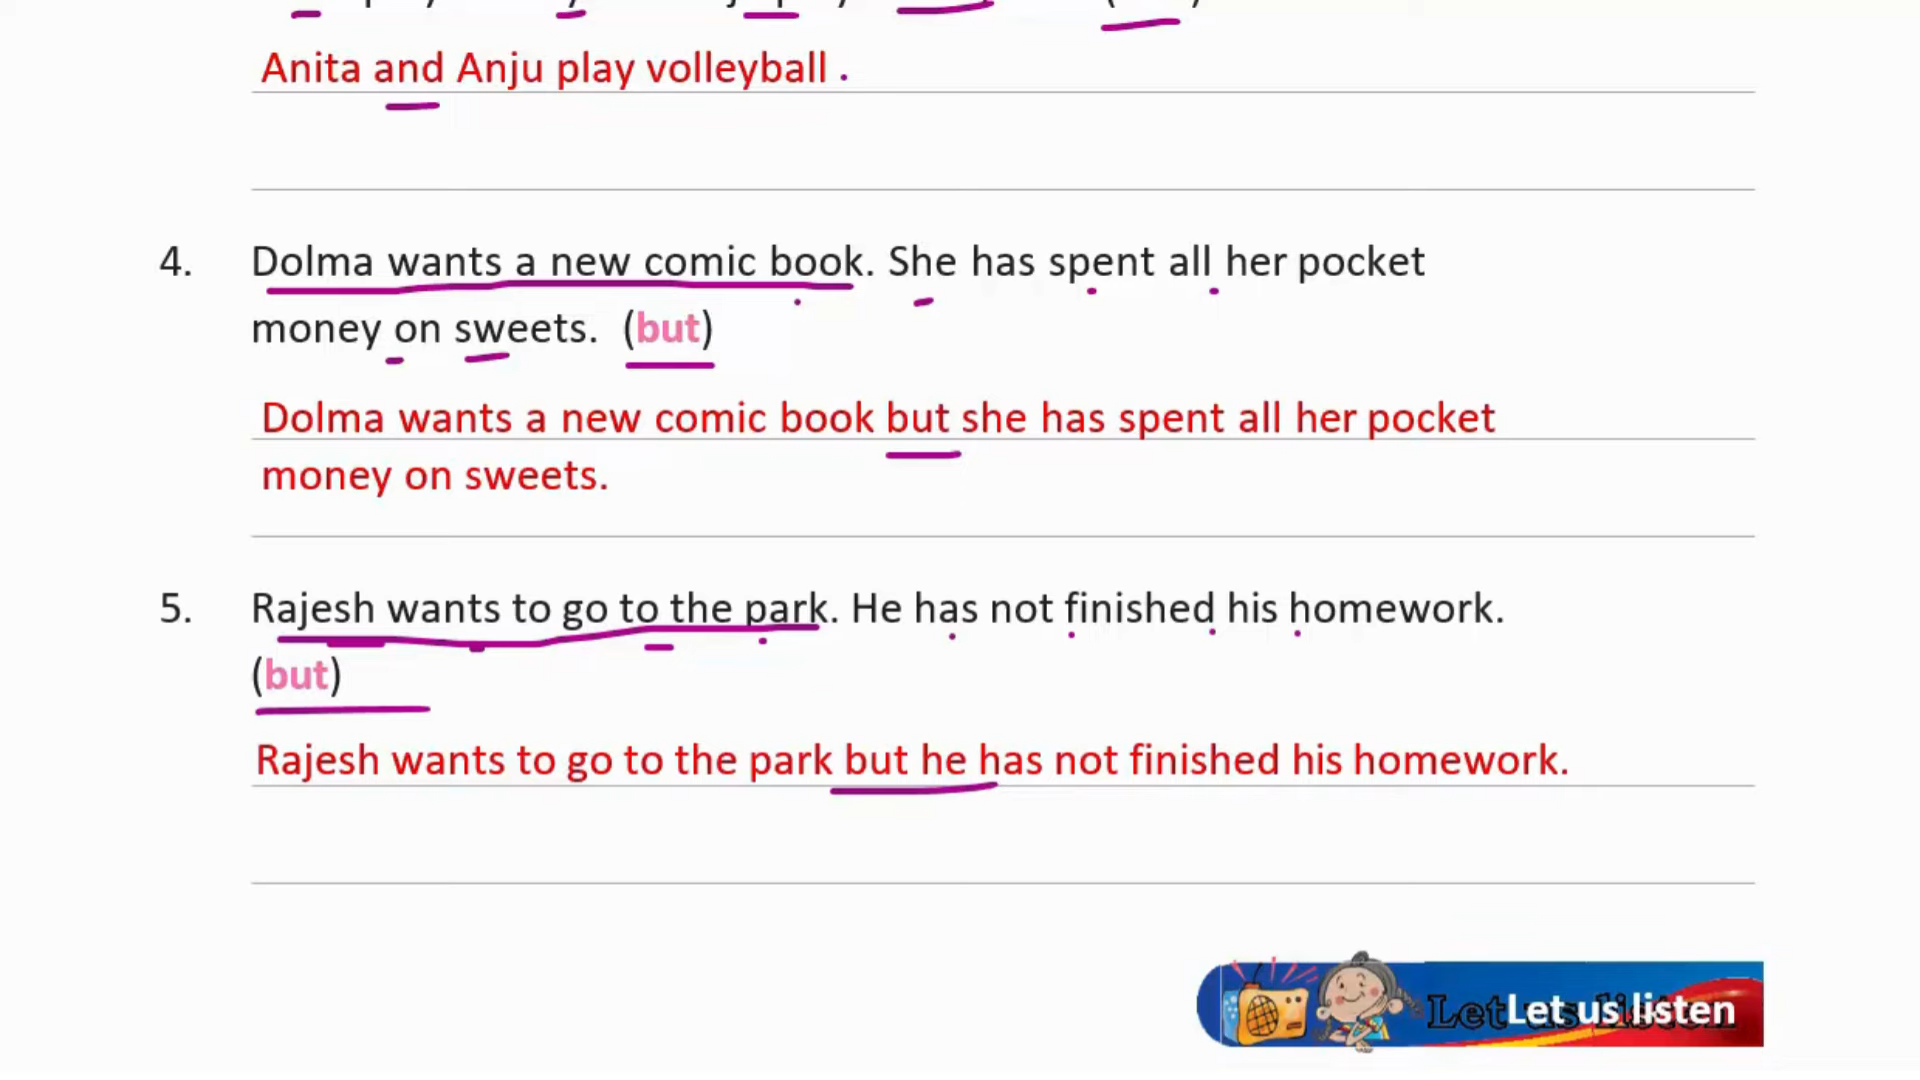 Anita and Anju play volleyball .
4. Dolma wants a new comic book. She has spent all her pocket
money on sweets. (but)
Dolma wants a new comic book but she has spent all her pocket
money on sweets.
5. Rajesh wants to go to the park. He has not finished his homework.
(but)
Rajesh wants to go to the park but he has not finished his homework.
Let us listen